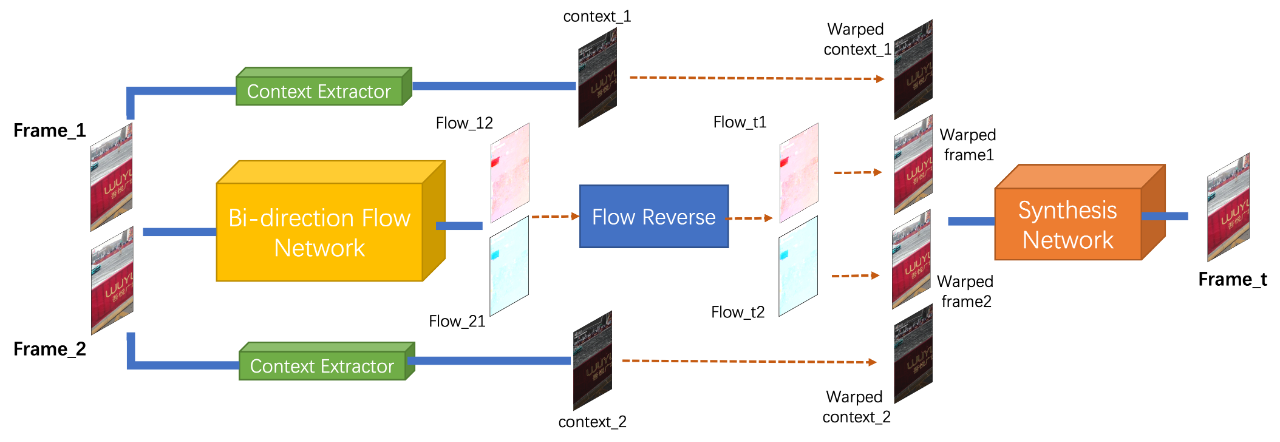 context_1
Warped
context_1
Context Extractor
Frame_1
Flow_12
Flow_t1
Warped
frame1
Bi-direction Flow
Network
Flow Reverse
Synthesis
Network
Flow_21
Flow_t2
Warped
frame2
Frame_t
Frame_2
Context Extractor
context_2
Warped
context_2